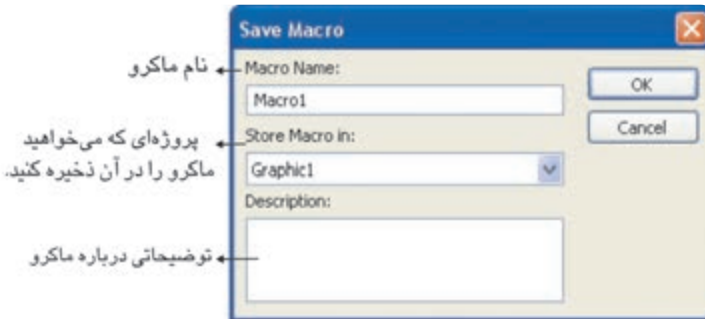 Save Macro
نام ماکرو
Macro Name:
Macro1
OK
Cancel
پروژه‌ای که می‌خواهید
ماکرو را در آن ذخیره کنید.
Store Macro in:
Graphic1
Description:
توضیحاتی درباره ماکرو